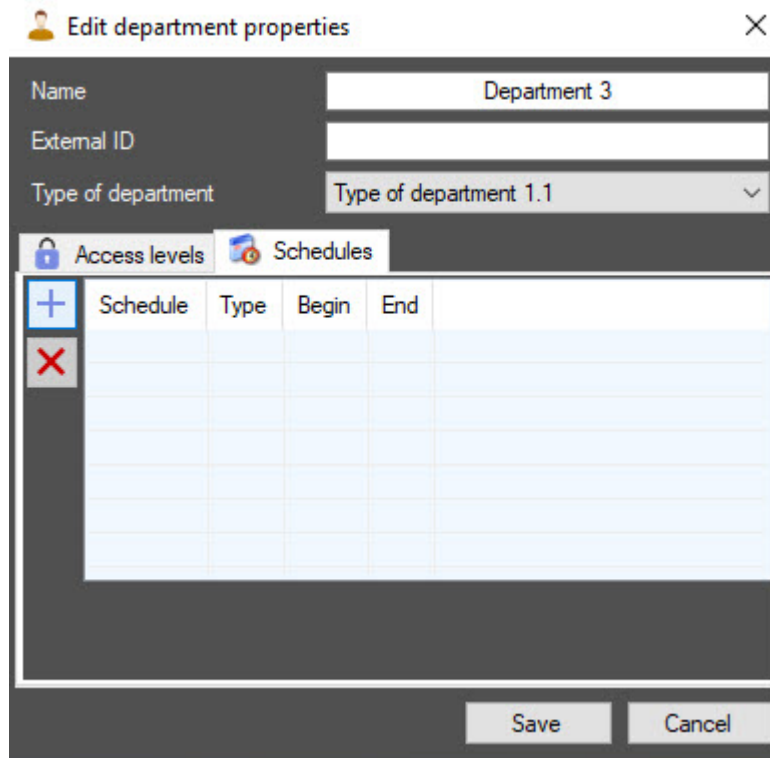 Edit department properties
Name
Department 3
External ID
Type of department
Type of department 1.1
Access levels
Schedules
Schedule Type Begin End
Save Cancel